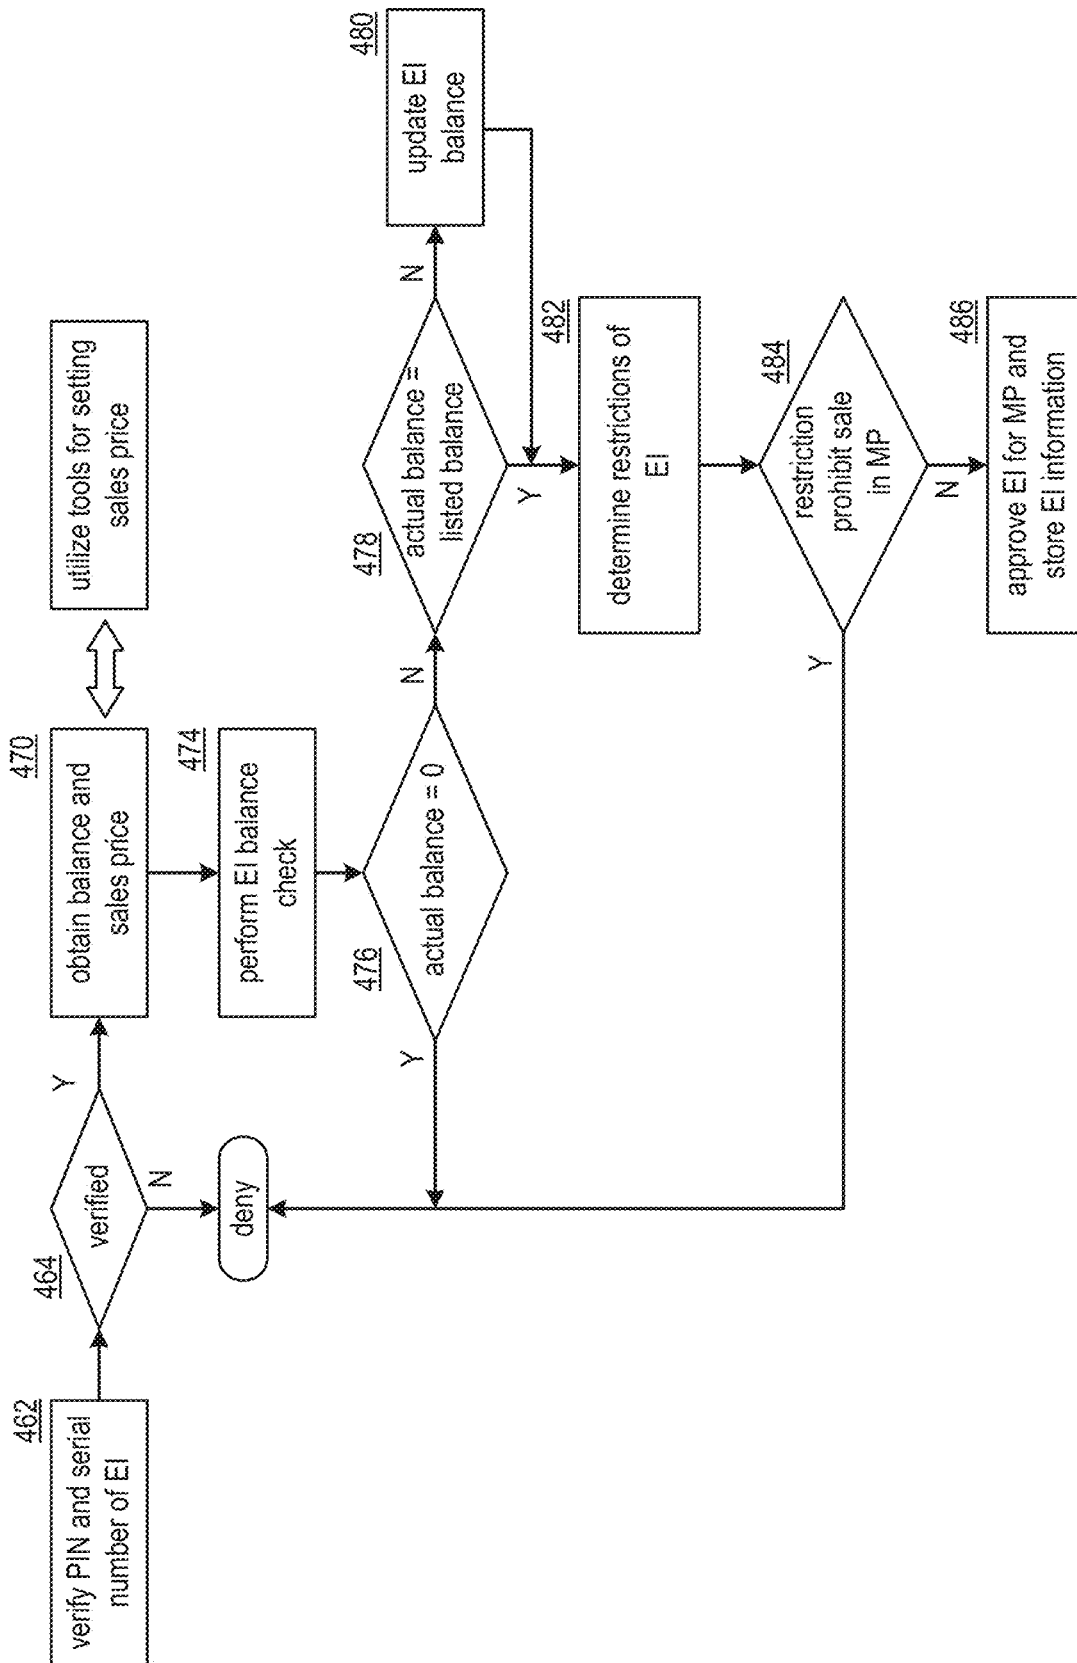 462
verify PIN and serial
number of EI
464
verified
Y
N
deny
470
obtain balance and
sales price
utilize tools for setting
sales price
474
perform EI balance
check
476
actual balance = 0
Y
N
478
actual balance =
listed balance
N
Y
480
update EI
balance
482
determine restrictions of
EI
484
restriction
prohibit sale
in MP
Y
N
486
approve EI for MP and
store EI information